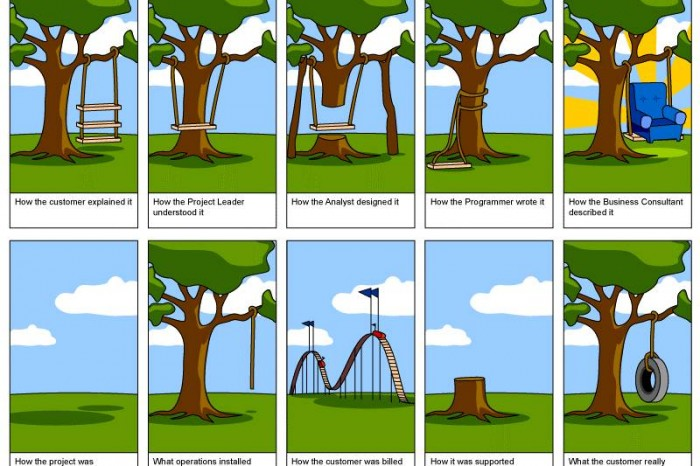 How the customer explained it
How the Project Leader
understood it
How the Analyst designed it
How the Programmer wrote it
How the Business Consultant
described it
How the project was
What operations installed
How the customer was billed
How it was supported
What the customer really